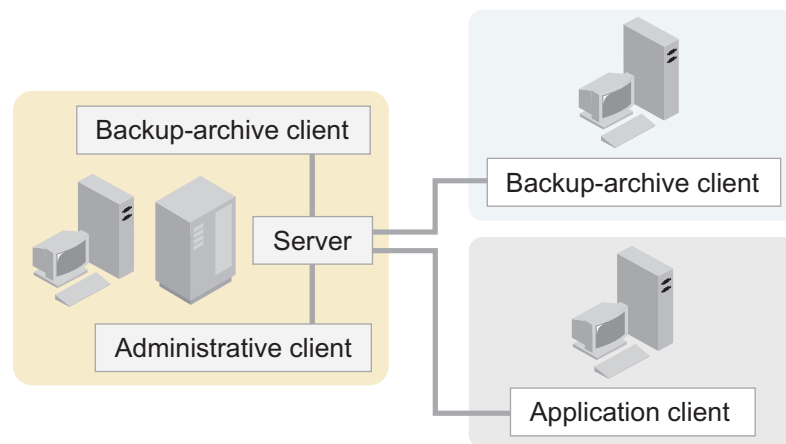 Backup-archive client
Server
Administrative client
Backup-archive client
Application client